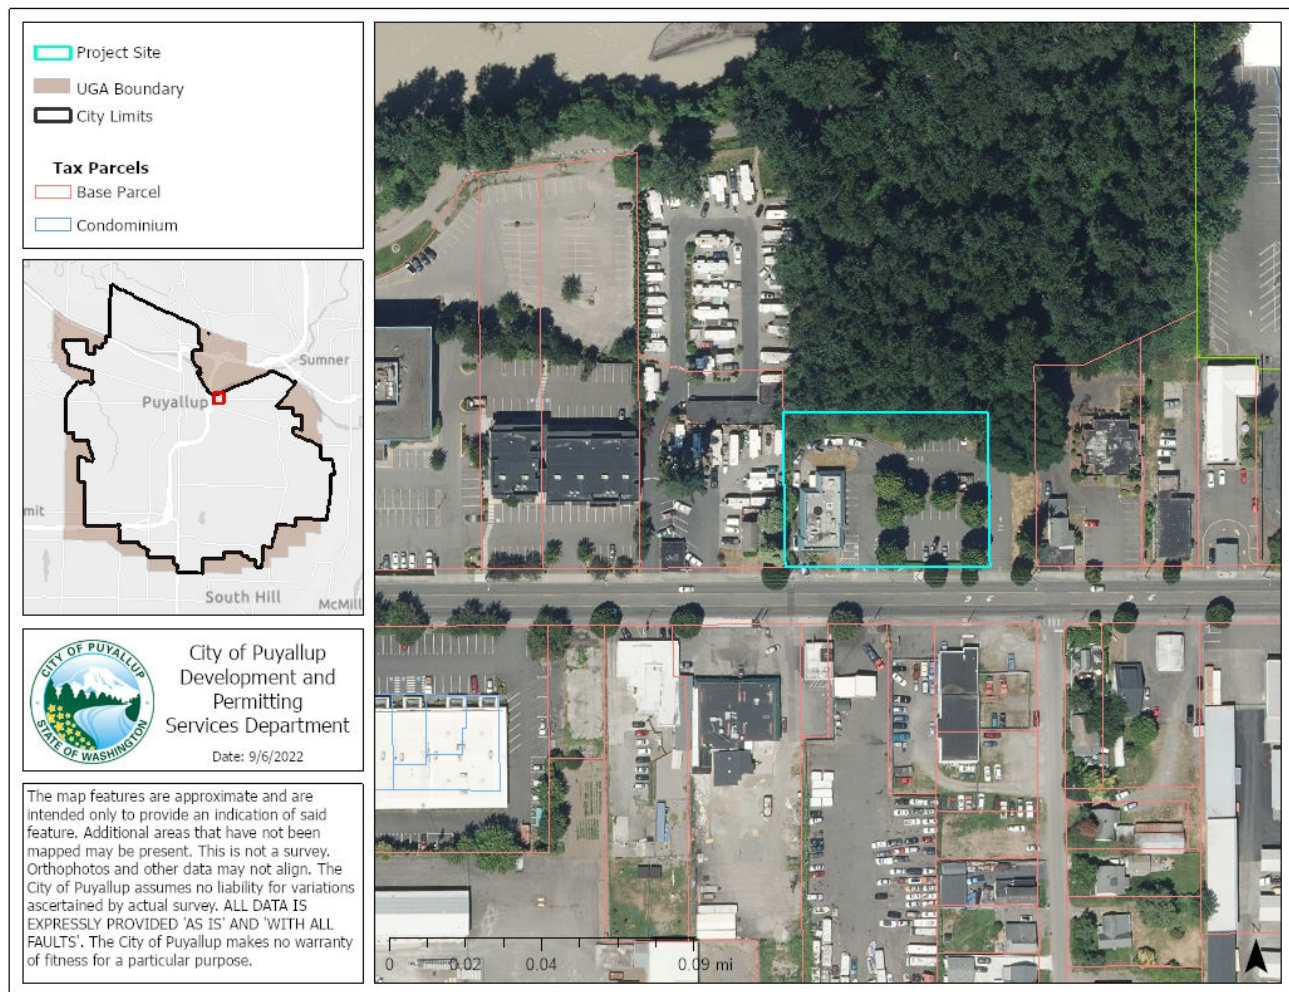 Project Site
UGA Boundary
City Limits
Tax Parcels
Base Parcel
Condominium
Sumner
Puyallup
mit
South Hill
McMill
CITY OF PUYALLUP
STATE OF WASHINGTON
City of Puyallup
Development and
Permitting
Services Department
Date: 9/6/2022
The map features are approximate and are
intended only to provide an indication of said
feature. Additional areas that have not been
mapped may be present. This is not a survey.
Orthophotos and other data may not align. The
City of Puyallup assumes no liability for variations
ascertained by actual survey. ALL DATA IS
EXPRESSLY PROVIDED 'AS IS' AND 'WITH ALL
FAULTS'. The City of Puyallup makes no warranty
of fitness for a particular purpose.
0 0.02 0.04 0.09 mi
N